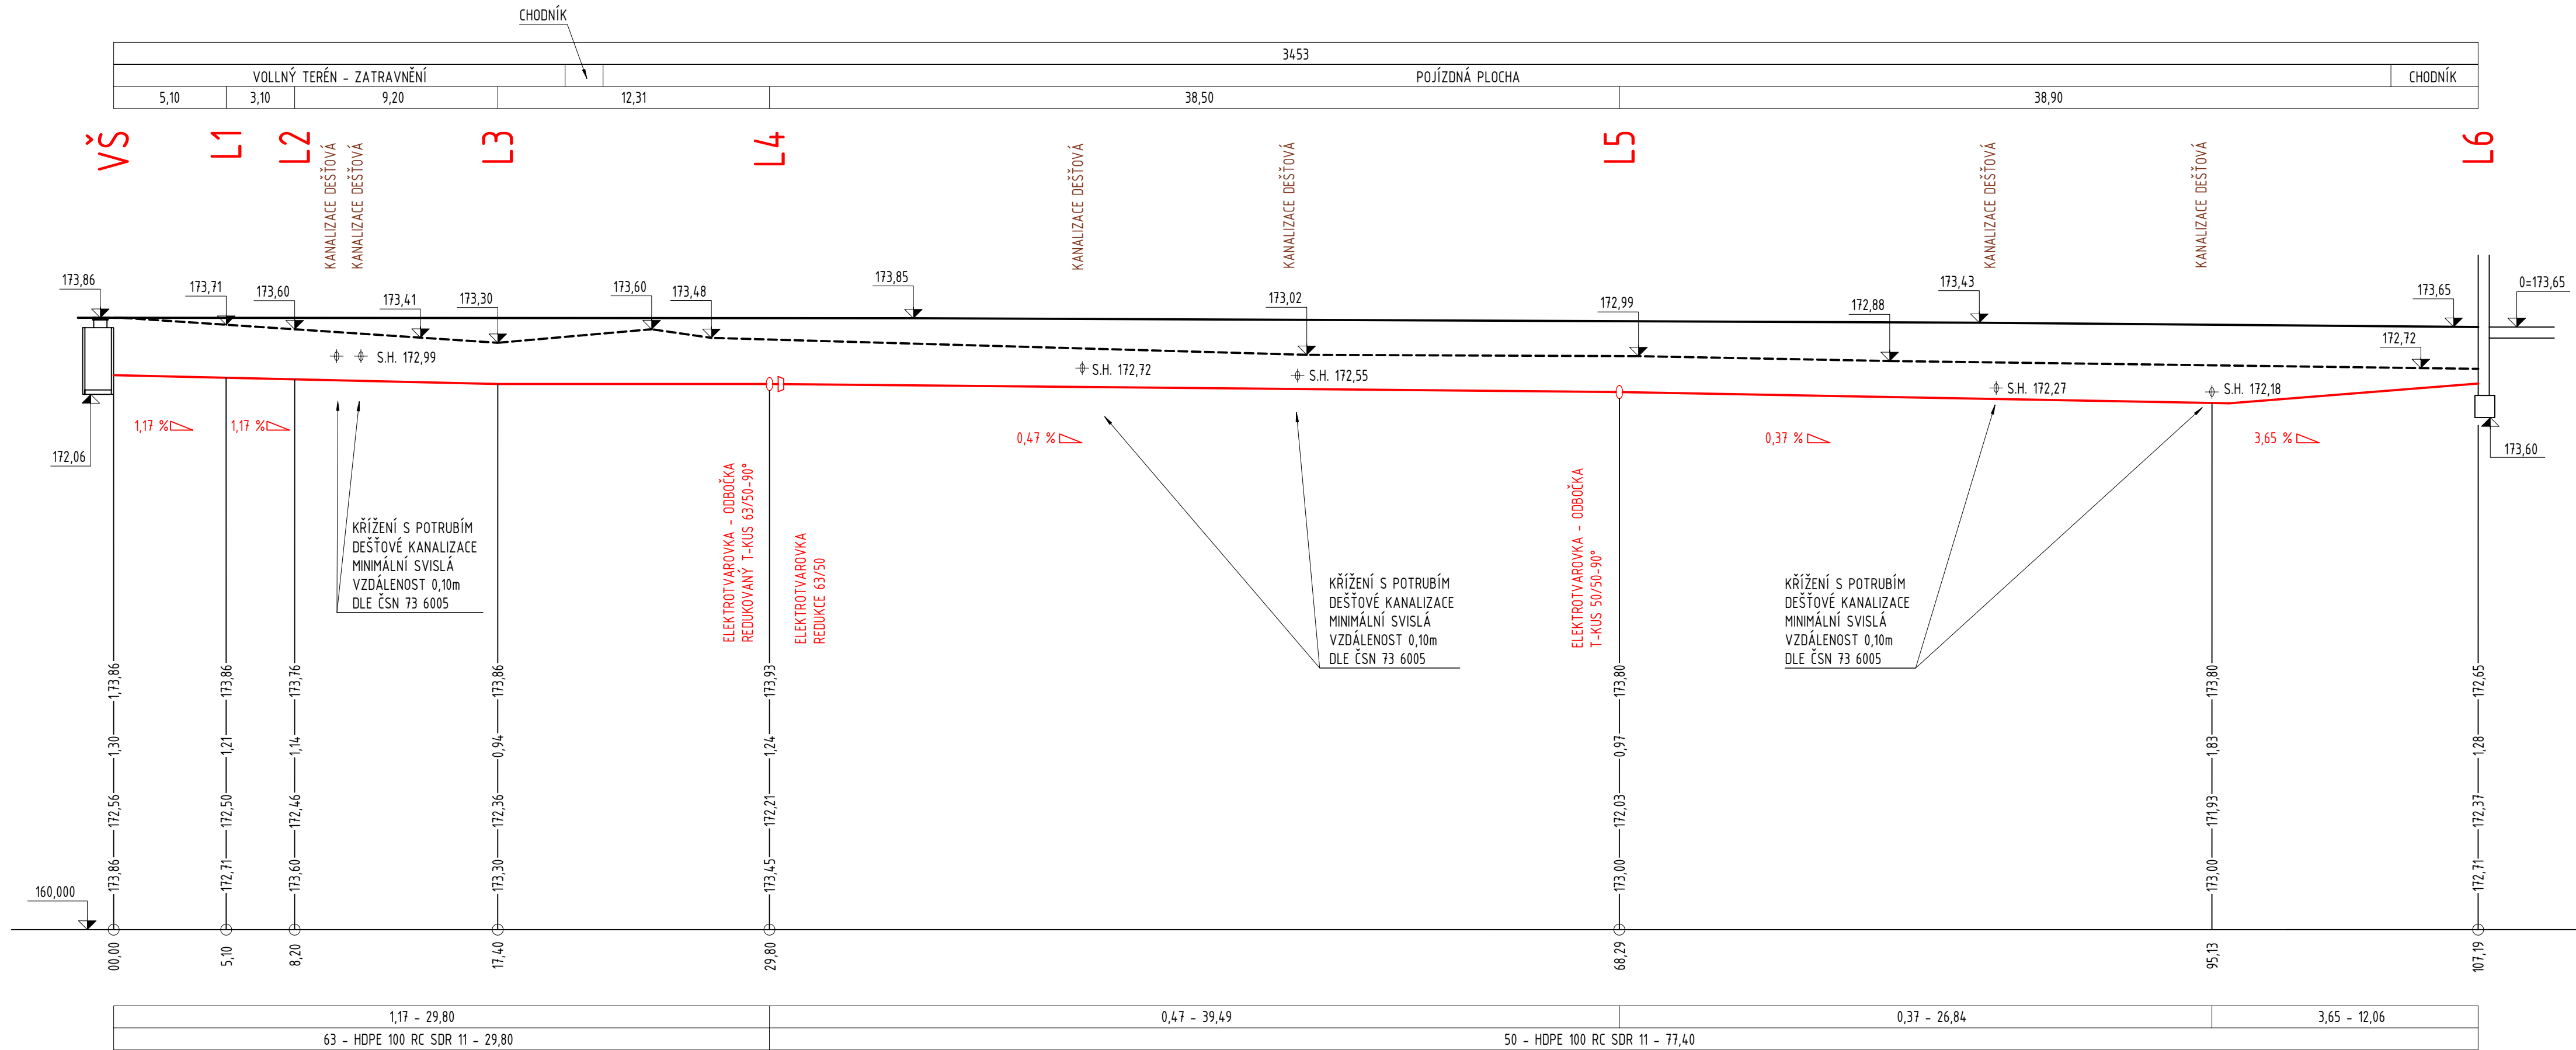 CHODNÍK
3453
VOLLNÝ TERÉN - ZATRAVNĚNÍ
POJÍZDNÁ PLOCHA
CHODNÍK
5,10
3,10
9,20
12,31
38,50
38,90
VŠ
L1
L2
KANALIZACE DEŠŤOVÁ
KANALIZACE DEŠŤOVÁ
L3
L4
KANALIZACE DEŠŤOVÁ
KANALIZACE DEŠŤOVÁ
L5
KANALIZACE DEŠŤOVÁ
KANALIZACE DEŠŤOVÁ
L6
173,86
173,71
173,60
173,41
173,30
173,60
173,48
173,85
173,02
172,99
172,88
173,43
173,65
172,72
0=173,65
S.H. 172,99
S.H. 172,72
S.H. 172,55
S.H. 172,27
S.H. 172,18
172,06
1,17 %
1,17 %
0,47 %
0,37 %
3,65 %
173,60
KŘÍŽENÍ S POTRUBÍM
DEŠŤOVÉ KANALIZACE
MINIMÁLNÍ SVISLÁ
VZDÁLENOST 0,10m
DLE ČSN 73 6005
ELEKTROTVAROVKA - ODBOČKA
REDUKOVANÝ T-KUS 63/50-90°
ELEKTROTVAROVKA
REDUKCE 63/50
KŘÍŽENÍ S POTRUBÍM
DEŠŤOVÉ KANALIZACE
MINIMÁLNÍ SVISLÁ
VZDÁLENOST 0,10m
DLE ČSN 73 6005
ELEKTROTVAROVKA - ODBOČKA
T-KUS 50/50-90°
KŘÍŽENÍ S POTRUBÍM
DEŠŤOVÉ KANALIZACE
MINIMÁLNÍ SVISLÁ
VZDÁLENOST 0,10m
DLE ČSN 73 6005
173,86 172,56 1,30 1,73,86
172,71 172,50 1,21 173,86
173,60 172,46 1,14 173,76
173,30 172,36 0,94 173,86
173,45 172,21 1,24 173,93
173,00 172,03 0,97 173,80
173,00 171,93 1,83 173,80
172,71 172,37 1,28 172,65
160,000
00,00
5,10
8,20
17,40
29,80
68,29
95,13
107,19
1,17 - 29,80
0,47 - 39,49
0,37 - 26,84
3,65 - 12,06
63 - HDPE 100 RC SDR 11 - 29,80
50 - HDPE 100 RC SDR 11 - 77,40